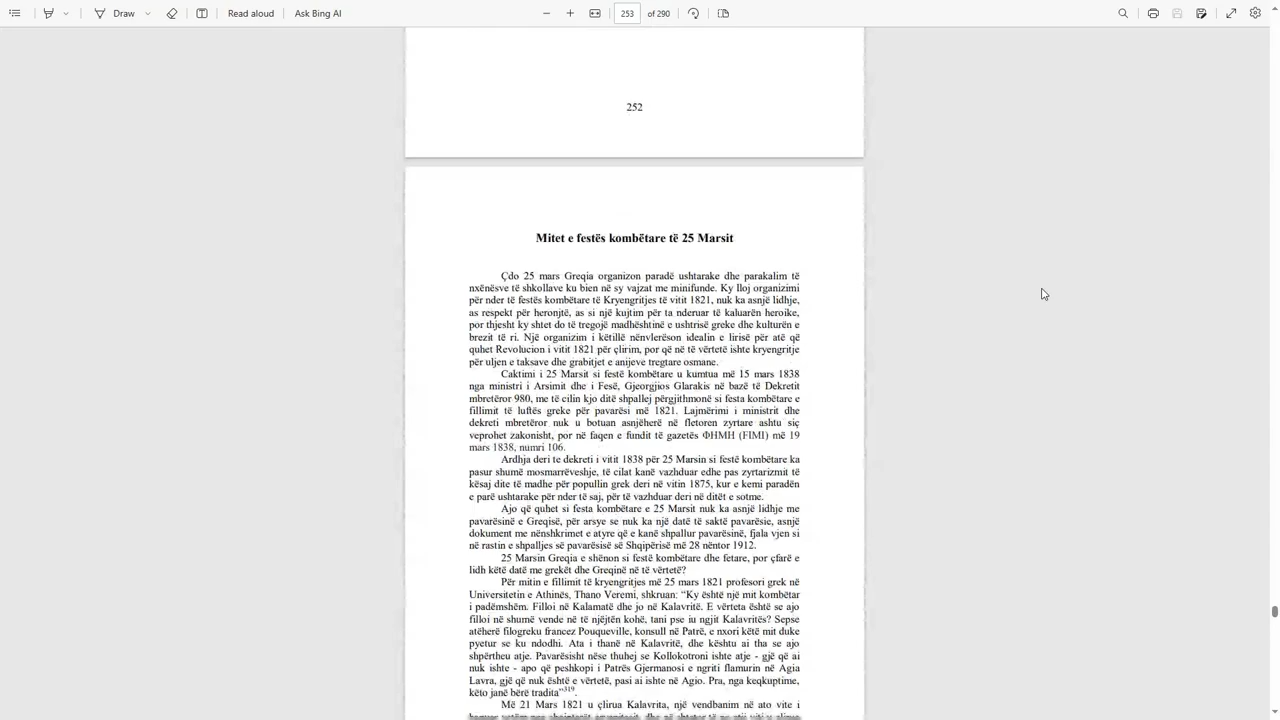 Draw
Read aloud
Ask Bing AI
253
of 290
252
Mitet e festës kombëtare të 25 Marsit
Çdo 25 mars Greqia organizon paradë ushtarake dhe parakalim të
nxënësve të shkollave ku bien në sy vajzat me minifunde. Ky lloj organizimi
për nder të festës kombëtare të Kryengritjes të vitit 1821, nuk ka asnjë lidhje,
as respekt për heronjtë, as si një kujtim për ta nderuar të kaluarën heroike,
por thjesht ky shtet do të tregojë madhështinë e ushtrisë greke dhe kulturën e
brezit të ri. Një organizim i këtillë nënvlerëson idealin e lirisë për atë që
quhet Revolucion i vitit 1821 për çlirim, por që në të vërtetë ishte kryengritje
për uljen e taksave dhe grabitjet e anijeve tregtare osmane.
Caktimi i 25 Marsit si festë kombëtare u kumtua më 15 mars 1838
nga ministri i Arsimit dhe i Fesë, Gjeorgjios Glarakis në bazë të Dekretit
mbretëror 980, me të cilin kjo ditë shpallej përgjithmonë si festa kombëtare e
fillimit të luftës greke për pavarësi më 1821. Lajmërimi i ministrit dhe
dekreti mbretëror nuk u botuan asnjëherë në fletoren zyrtare ashtu siç
veprohet zakonisht, por në faqen e fundit të gazetës ΦΗΜΗ (FIMI) më 19
mars 1838, numri 106.
Ardhja deri te dekreti i vitit 1838 për 25 Marsin si festë kombëtare ka
pasur shumë mosmarrëveshje, të cilat kanë vazhduar edhe pas zyrtarizmit të
kësaj dite të madhe për popullin grek deri në vitin 1875, kur e kemi paradën
e parë ushtarake për nder të saj, për të vazhduar deri në ditët e sotme.
Ajo që quhet si festa kombëtare e 25 Marsit nuk ka asnjë lidhje me
pavarësinë e Greqisë, për arsye se nuk ka një datë të saktë pavarësie, asnjë
dokument me nënshkrimet e atyre që e kanë shpallur pavarësinë, fjala vjen si
në rastin e shpalljes së pavarësisë së Shqipërisë më 28 nëntor 1912.
25 Marsin Greqia e shënon si festë kombëtare dhe fetare, por çfarë e
lidh këtë datë me grekët dhe Greqinë në të vërtetë?
Për mitin e fillimit të kryengritjes më 25 mars 1821 profesori grek në
Universitetin e Athinës, Thano Veremi, shkruan: “Ky është një mit kombëtar
i padëmshëm. Filloi në Kalamatë dhe jo në Kalavritë. E vërteta është se ajo
filloi në shumë vende në të njëjtën kohë, tani pse iu ngjit Kalavritës? Sepse
atëherë filogreku francez Pouqueville, konsull në Patrë, e nxori këtë mit duke
pyetur se ku ndodhi. Ata i thanë në Kalavritë, dhe kështu ai tha se ajo
shpërtheu atje. Pavarësisht nëse thuhej se Kollokotroni ishte atje - gjë që ai
nuk ishte - apo që peshkopi i Patrës Gjermanosi e ngriti flamurin në Agia
Lavra, gjë që nuk është e vërtetë, pasi ai ishte në Agio. Pra, nga keqkuptime,
këto janë bërë tradita”319.
Më 21 Mars 1821 u çlirua Kalavrita, një vendbanim në ato vite i